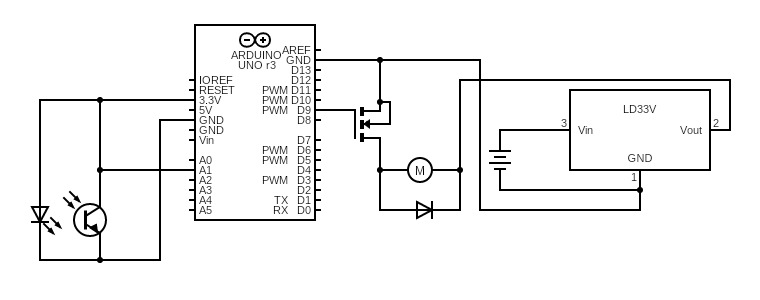 ARDUINO
UNO r3
IOREF
RESET
3.3V
5V
GND
GND
Vin
A0
A1
A2
A3
A4
A5
AREF
GND
D13
D12
PWM D11
PWM D10
PWM D9
D8
D7
PWM D6
PWM D5
D4
PWM D3
D2
TX D1
RX D0
M
LD33V
3 Vin
Vout 2
GND
1